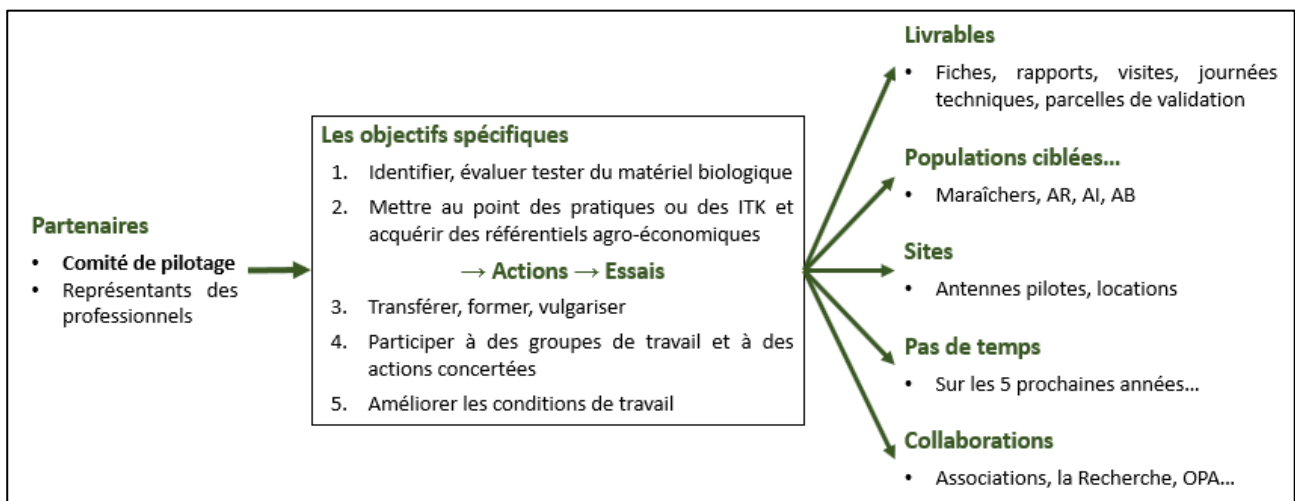 Partenaires
• Comité de pilotage
• Représentants des
professionnels
Les objectifs spécifiques
1. Identifier, évaluer tester du matériel biologique
2. Mettre au point des pratiques ou des ITK et
acquérir des référentiels agro-économiques
→ Actions → Essais
3. Transférer, former, vulgariser
4. Participer à des groupes de travail et à des
actions concertées
5. Améliorer les conditions de travail
Livrables
• Fiches, rapports, visites, journées
techniques, parcelles de validation
Populations ciblées...
• Maraîchers, AR, AI, AB
Sites
• Antennes pilotes, locations
Pas de temps
• Sur les 5 prochaines années...
Collaborations
• Associations, la Recherche, OPA...